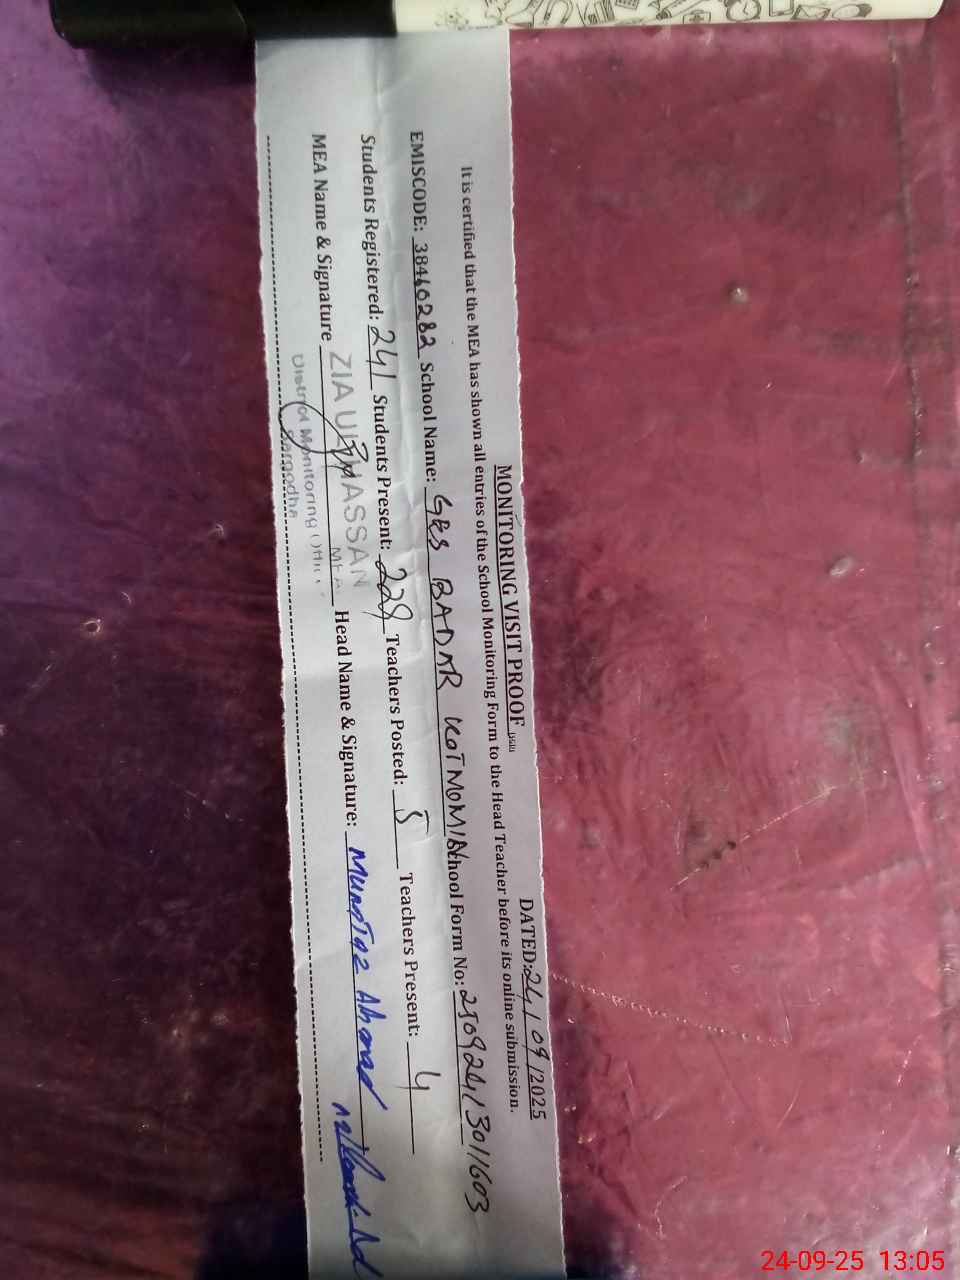 MONITORING VISIT PROOF
DATED: 24/09/2025
It is certified that the MEA has shown all entries of the School Monitoring Form to the Head Teacher before its online submission.
EMISCODE: 38460282 School Name: GES BADAR KOTMOMIN School Form No: 2509241301603
Students Registered: 241 Students Present: 229 Teachers Posted: 5 Teachers Present: 4
MEA Name & Signature ZIA UL HASSAN Head Name & Signature: Mumtaz Ahmad
MEA
District Monitoring Office
Sargodha
24-09-25 13:05